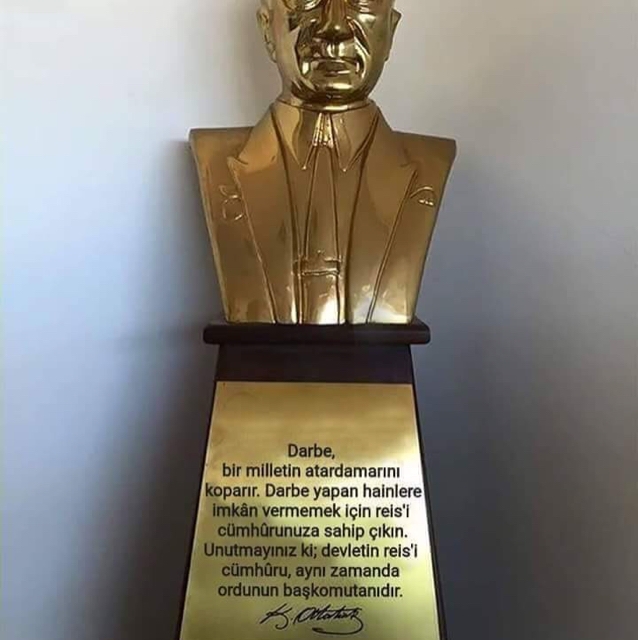 Darbe,
bir milletin atardamarını
koparır. Darbe yapan hainlere
imkân vermemek için reis'i
cümhûrunuza sahip çıkın.
Unutmayınız ki; devletin reis'i
cümhûru, aynı zamanda
ordunun başkomutanıdır.
K. Atatürk